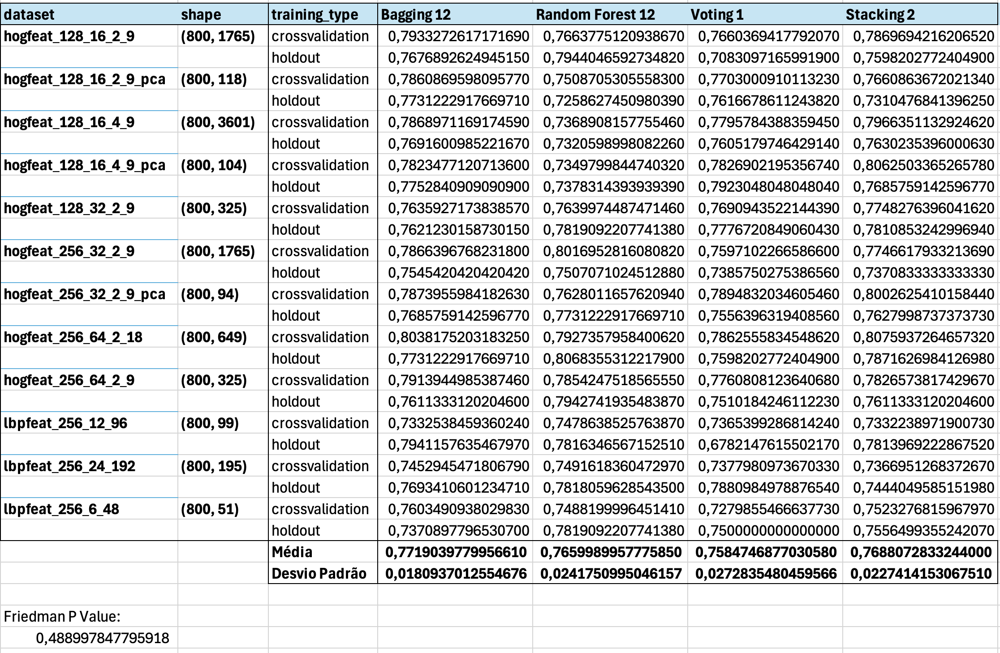 dataset shape training_type Bagging 12 Random Forest 12 Voting 1 Stacking 2
hogfeat_128_16_2_9 (800, 1765) crossvalidation 0,7933272617171690 0,7663775120938670 0,7660369417792070 0,7869694216206520
holdout 0,7676892624945150 0,7944046592734820 0,7083097165991900 0,7598202772404900
hogfeat_128_16_2_9_pca (800, 118) crossvalidation 0,7860869598095770 0,7508705305558300 0,7703000910113230 0,7660863672021340
holdout 0,7731222917669710 0,7258627450980390 0,7616678611243820 0,7310476841396250
hogfeat_128_16_4_9 (800, 3601) crossvalidation 0,7868971169174590 0,7368908157755460 0,7795784388359450 0,7966351132924620
holdout 0,7691600985221670 0,7320598998082260 0,7605179746429140 0,7630235396000630
hogfeat_128_16_4_9_pca (800, 104) crossvalidation 0,7823477120713600 0,7349799844740320 0,7826902195356740 0,8062503365265780
holdout 0,7752840909090900 0,7378314393939390 0,7923048048048040 0,7685759142596770
hogfeat_128_32_2_9 (800, 325) crossvalidation 0,7635927173838570 0,7639974487471460 0,7690943522144390 0,7748276396041620
holdout 0,7621230158730150 0,7819092207741380 0,7776720849060430 0,7810853242996940
hogfeat_256_32_2_9 (800, 1765) crossvalidation 0,7866396768231800 0,8016952816080820 0,7597102266586600 0,7746617933213690
holdout 0,7545420420420420 0,7507071024512880 0,7385750275386560 0,7370833333333330
hogfeat_256_32_2_9_pca (800, 94) crossvalidation 0,7873955984182630 0,7628011657620940 0,7894832034605460 0,8002625410158440
holdout 0,7685759142596770 0,7731222917669710 0,7556396319408560 0,7627998737373730
hogfeat_256_64_2_18 (800, 649) crossvalidation 0,8038175203183250 0,7927357958400620 0,7862555834548620 0,8075937264657320
holdout 0,7731222917669710 0,8068355312217900 0,7598202772404900 0,7871626984126980
hogfeat_256_64_2_9 (800, 325) crossvalidation 0,7913944985387460 0,7854247518565550 0,7760808123640680 0,7826573817429670
holdout 0,7611333120204600 0,7942741935483870 0,7510184246112230 0,7611333120204600
lbpfeat_256_12_96 (800, 99) crossvalidation 0,7332538459360240 0,7478638525763870 0,7365399286814240 0,7332238971900730
holdout 0,7941157635467970 0,7816346567152510 0,6782147615502170 0,7813969222867520
lbpfeat_256_24_192 (800, 195) crossvalidation 0,7452945471806790 0,7491618360472970 0,7377980973670330 0,7366951268372670
holdout 0,7693410601234710 0,7818059628543500 0,7880984978876540 0,7444049585151980
lbpfeat_256_6_48 (800, 51) crossvalidation 0,7603490938029830 0,7488199996451410 0,7279855466637730 0,7523276815967970
holdout 0,7370897796530700 0,7819092207741380 0,7500000000000000 0,7556499355242070
Média 0,7719039779956610 0,7659989957775850 0,7584746877030580 0,7688072833244000
Desvio Padrão 0,0180937012554676 0,0241750995046157 0,0272835480459566 0,0227414153067510
Friedman P Value:
0,488997847795918